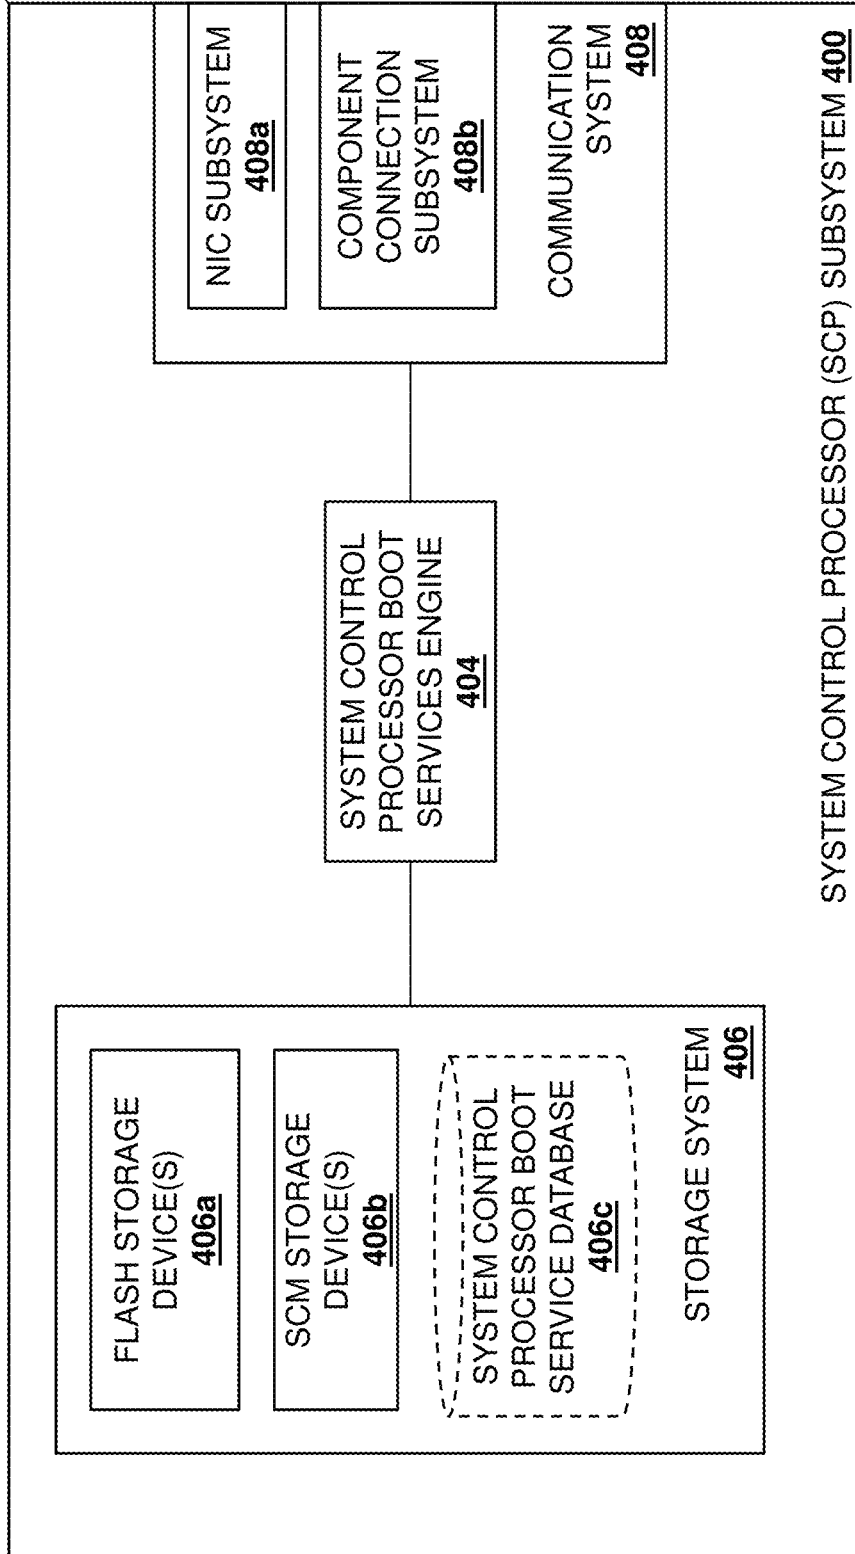 FLASH STORAGE
DEVICE(S)
406a
SCM STORAGE
DEVICE(S)
406b
SYSTEM CONTROL
PROCESSOR BOOT
SERVICE DATABASE
406c
STORAGE SYSTEM
406
SYSTEM CONTROL
PROCESSOR BOOT
SERVICES ENGINE
404
NIC SUBSYSTEM
408a
COMPONENT
CONNECTION
SUBSYSTEM
408b
COMMUNICATION
SYSTEM
408
SYSTEM CONTROL PROCESSOR (SCP) SUBSYSTEM 400